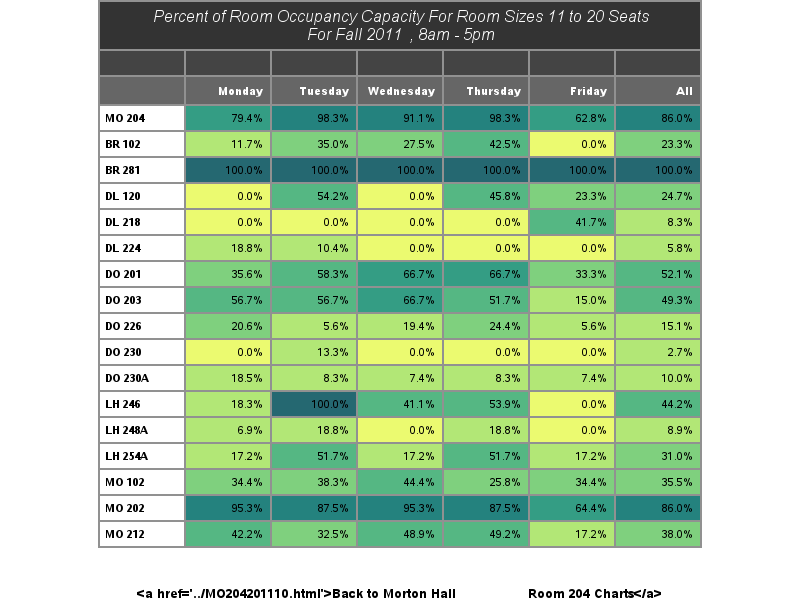 Percent of Room Occupancy Capacity For Room Sizes 11 to 20 Seats
For Fall 2011 , 8am - 5pm
Monday Tuesday Wednesday Thursday Friday All
MO 204 79.4% 98.3% 91.1% 98.3% 62.8% 86.0%
BR 102 11.7% 35.0% 27.5% 42.5% 0.0% 23.3%
BR 281 100.0% 100.0% 100.0% 100.0% 100.0% 100.0%
DL 120 0.0% 54.2% 0.0% 45.8% 23.3% 24.7%
DL 218 0.0% 0.0% 0.0% 0.0% 41.7% 8.3%
DL 224 18.8% 10.4% 0.0% 0.0% 0.0% 5.8%
DO 201 35.6% 58.3% 66.7% 66.7% 33.3% 52.1%
DO 203 56.7% 56.7% 66.7% 51.7% 15.0% 49.3%
DO 226 20.6% 5.6% 19.4% 24.4% 5.6% 15.1%
DO 230 0.0% 13.3% 0.0% 0.0% 0.0% 2.7%
DO 230A 18.5% 8.3% 7.4% 8.3% 7.4% 10.0%
LH 246 18.3% 100.0% 41.1% 53.9% 0.0% 44.2%
LH 248A 6.9% 18.8% 0.0% 18.8% 0.0% 8.9%
LH 254A 17.2% 51.7% 17.2% 51.7% 17.2% 31.0%
MO 102 34.4% 38.3% 44.4% 25.8% 34.4% 35.5%
MO 202 95.3% 87.5% 95.3% 87.5% 64.4% 86.0%
MO 212 42.2% 32.5% 48.9% 49.2% 17.2% 38.0%
<a href='../MO204201110.html'>Back to Morton Hall Room 204 Charts</a>